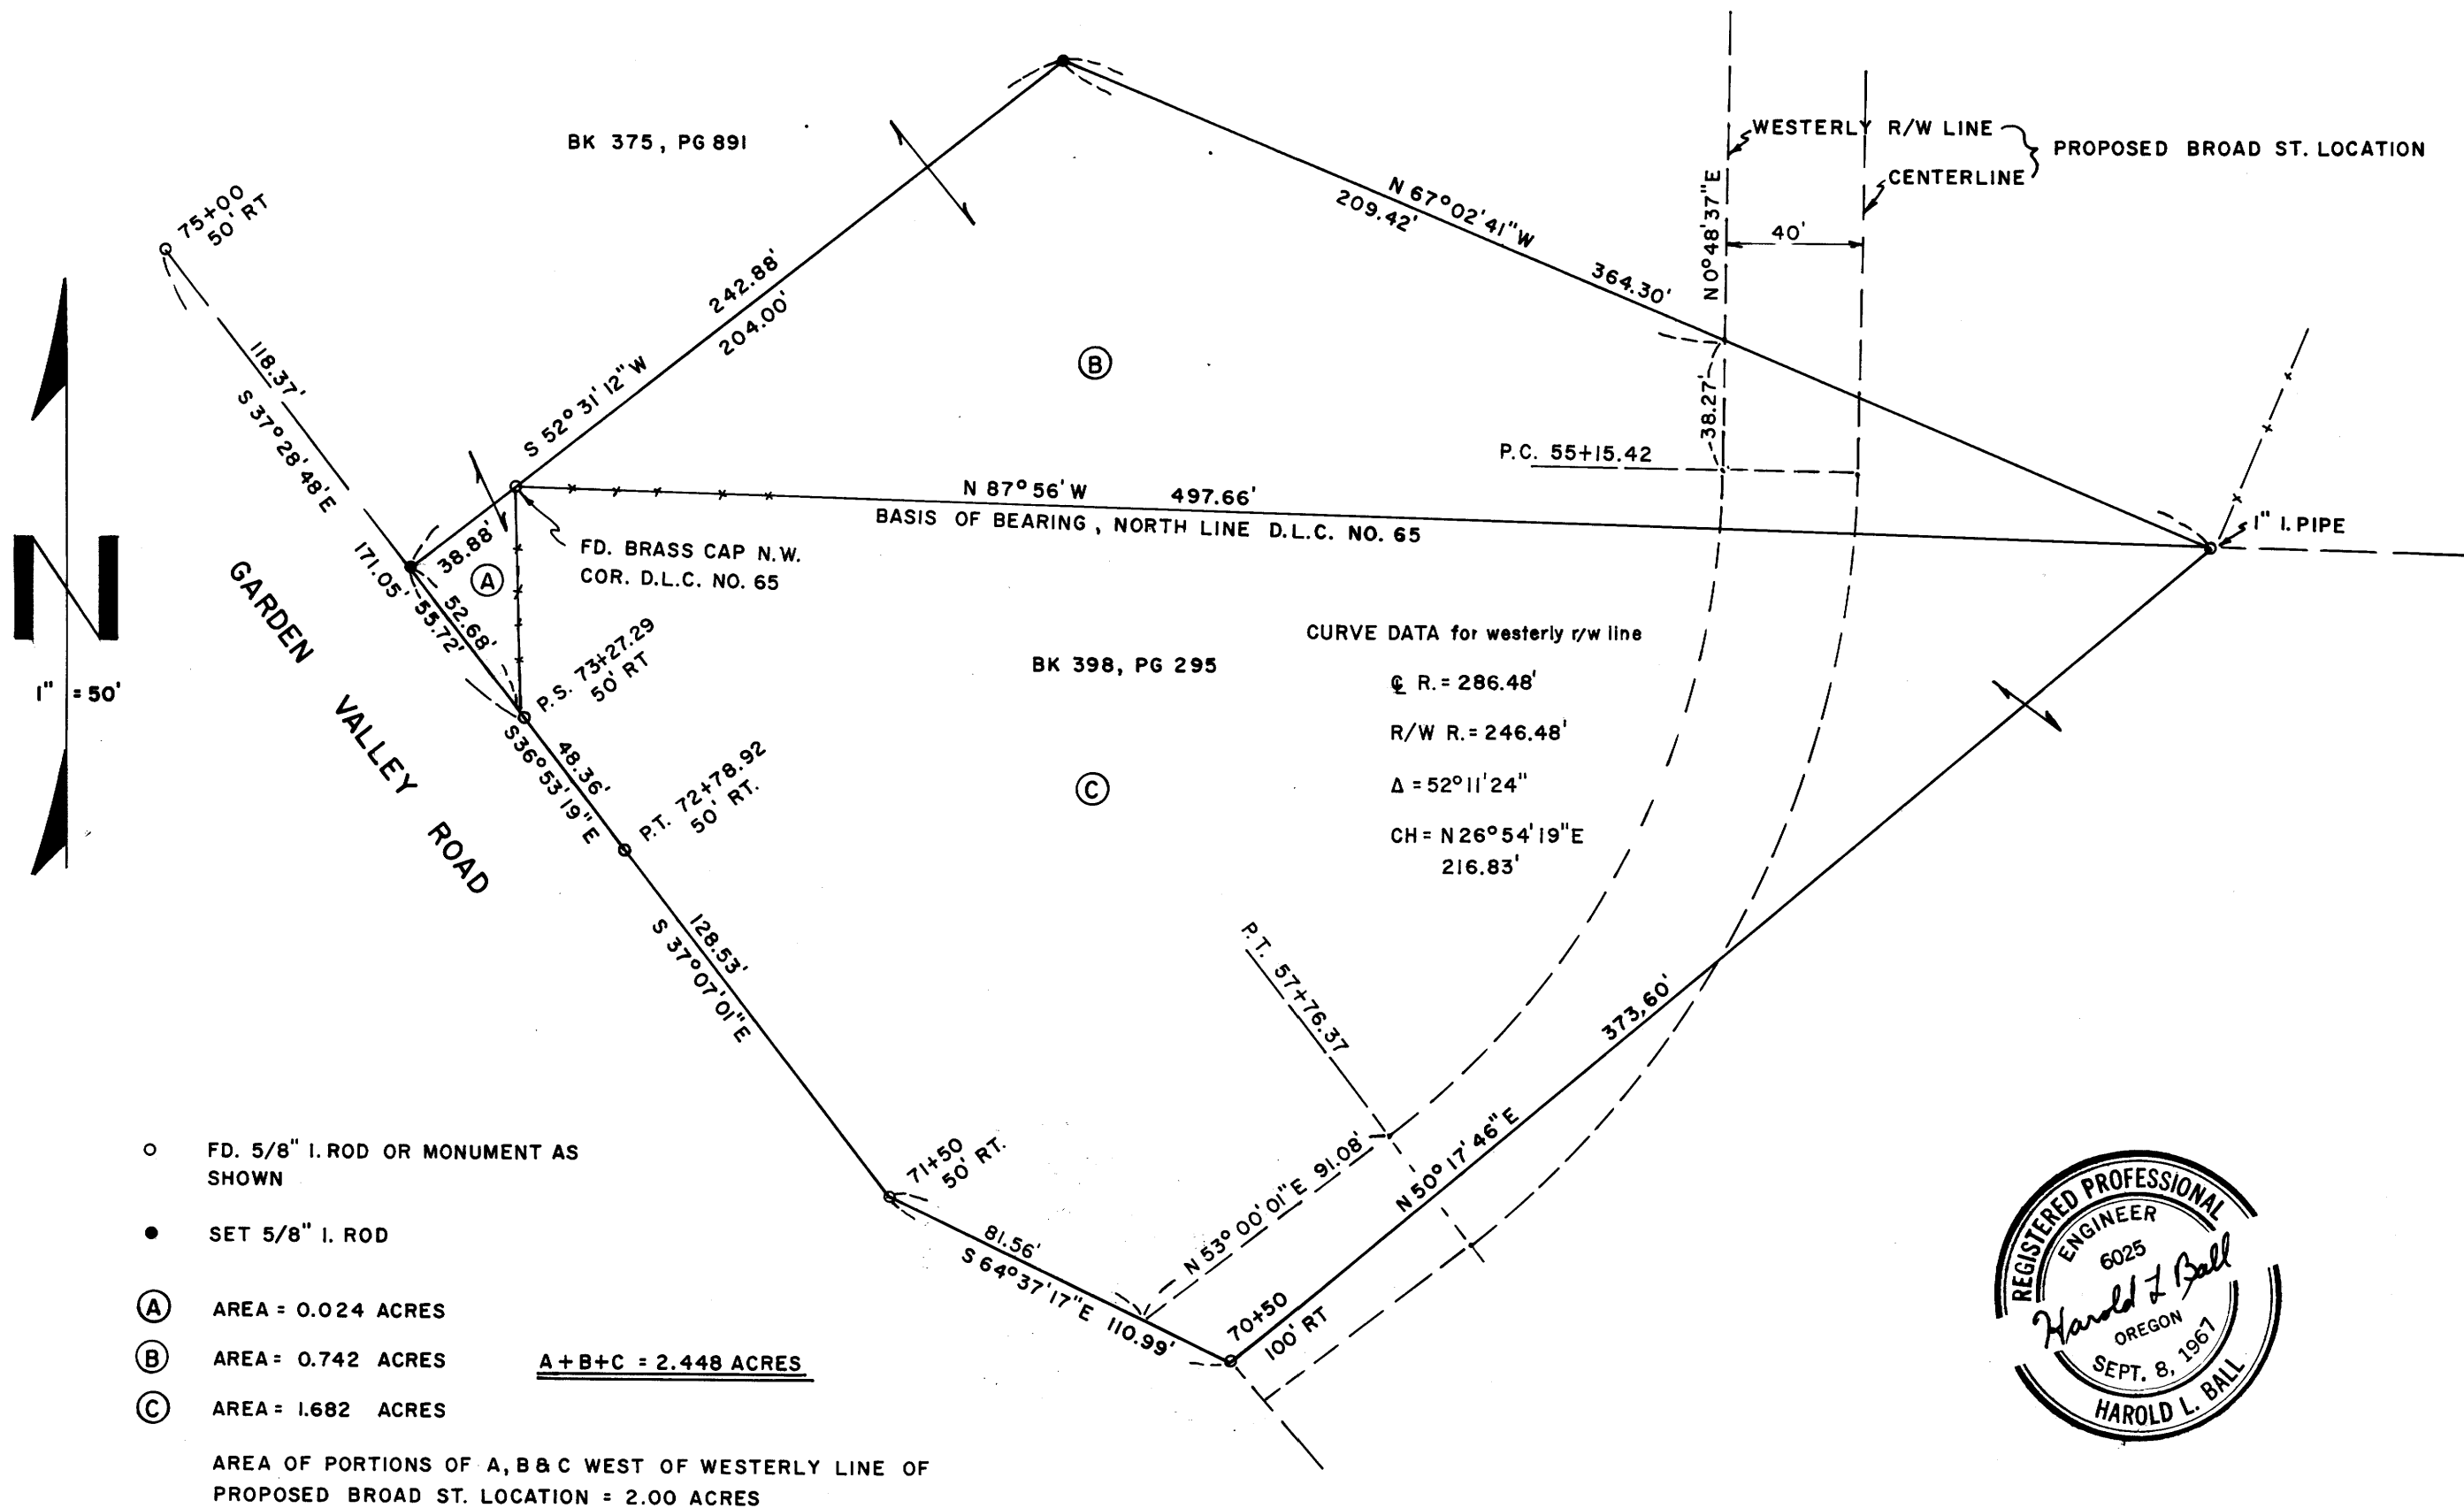 BK 375, PG 891
WESTERLY R/W LINE
CENTERLINE
PROPOSED BROAD ST. LOCATION
75+00
50' RT
N 67°02'41"W
209.42'
364.30'
N 0°48'37"E
40'
38.27'
242.88'
204.00'
S 52° 31' 12" W
B
118.37'
S 37°28'48'E
P.C. 55+15.42
N 87°56' W 497.66'
BASIS OF BEARING, NORTH LINE D.L.C. NO. 65
1" I. PIPE
38.88'
A
FD. BRASS CAP N.W.
COR. D.L.C. NO. 65
N
1" = 50'
171.05'
55.72'
52.68'
GARDEN VALLEY ROAD
P.S. 73+27.29
50' RT
S 36°53'19"E
48.36'
P.T. 72+78.92
50' RT.
BK 398, PG 295
C
CURVE DATA for westerly r/w line
℄ R. = 286.48'
R/W R. = 246.48'
Δ = 52°11'24"
CH = N 26°54'19"E
216.83'
128.53'
S 37°07'01"E
P.T. 57+76.37
373,60'
N 50° 17' 46" E
71+50
50' RT.
N 53° 00' 01" E 91.08'
81.56'
S 64°37'17"E 110.99'
70+50
100' RT
FD. 5/8" I. ROD OR MONUMENT AS
SHOWN
SET 5/8" I. ROD
A AREA = 0.024 ACRES
B AREA = 0.742 ACRES
A+B+C = 2.448 ACRES
C AREA = 1.682 ACRES
AREA OF PORTIONS OF A, B & C WEST OF WESTERLY LINE OF
PROPOSED BROAD ST. LOCATION = 2.00 ACRES
REGISTERED PROFESSIONAL
ENGINEER
6025
Harold L Ball
OREGON
SEPT. 8, 1967
HAROLD L. BALL